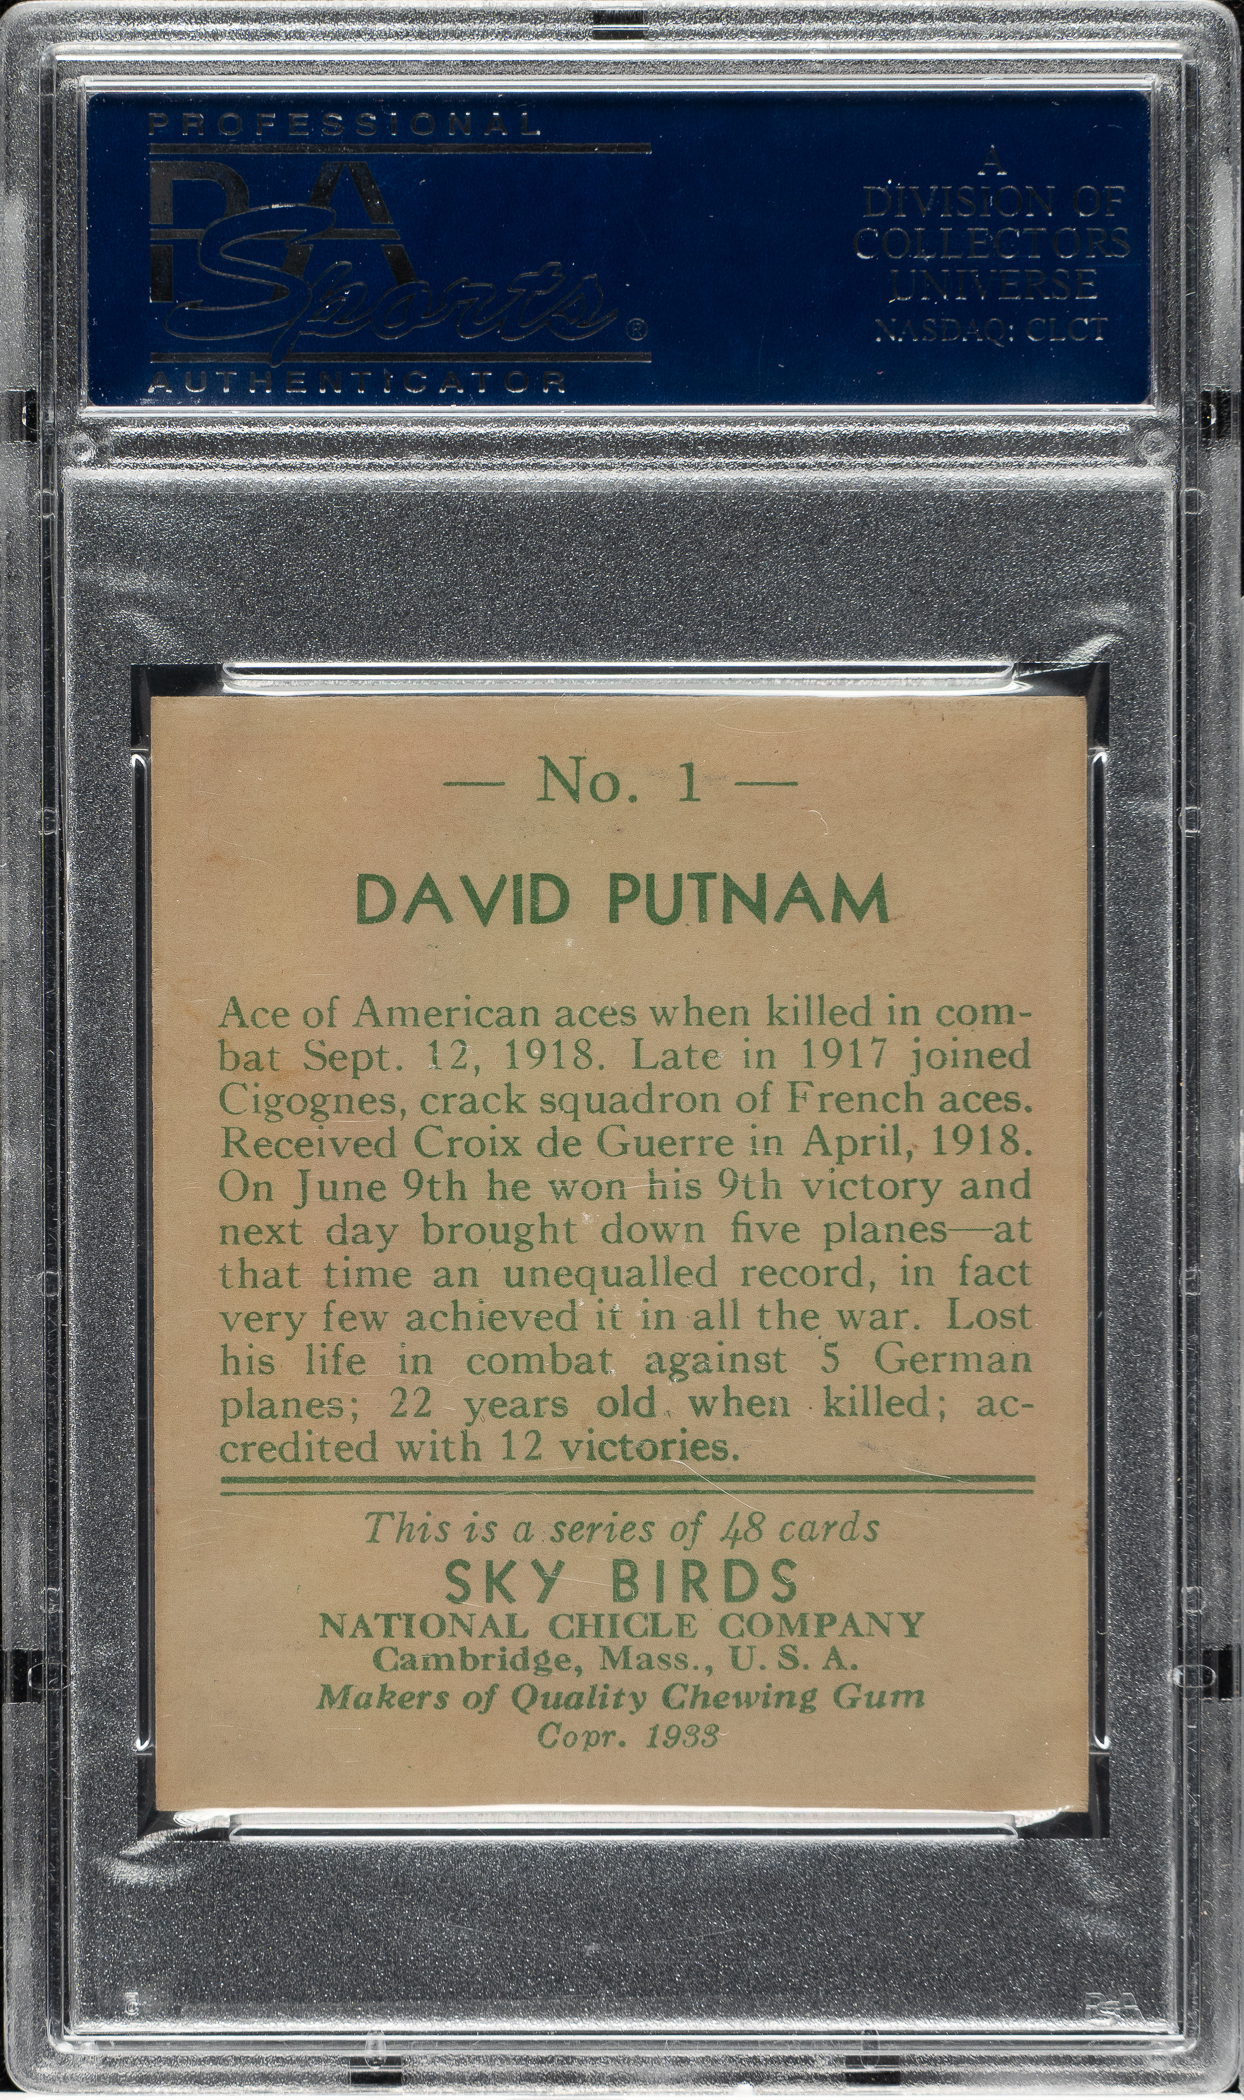 PROFESSIONAL
PSA
Sports®
AUTHENTICATOR
A
DIVISION OF
COLLECTORS
UNIVERSE
NASDAQ: CLCT
— No. 1 —
DAVID PUTNAM
Ace of American aces when killed in com-
bat Sept. 12, 1918. Late in 1917 joined
Cigognes, crack squadron of French aces.
Received Croix de Guerre in April, 1918.
On June 9th he won his 9th victory and
next day brought down five planes—at
that time an unequalled record, in fact
very few achieved it in all the war. Lost
his life in combat against 5 German
planes; 22 years old when killed; ac-
credited with 12 victories.
This is a series of 48 cards
SKY BIRDS
NATIONAL CHICLE COMPANY
Cambridge, Mass., U. S. A.
Makers of Quality Chewing Gum
Copr. 1933
PSA